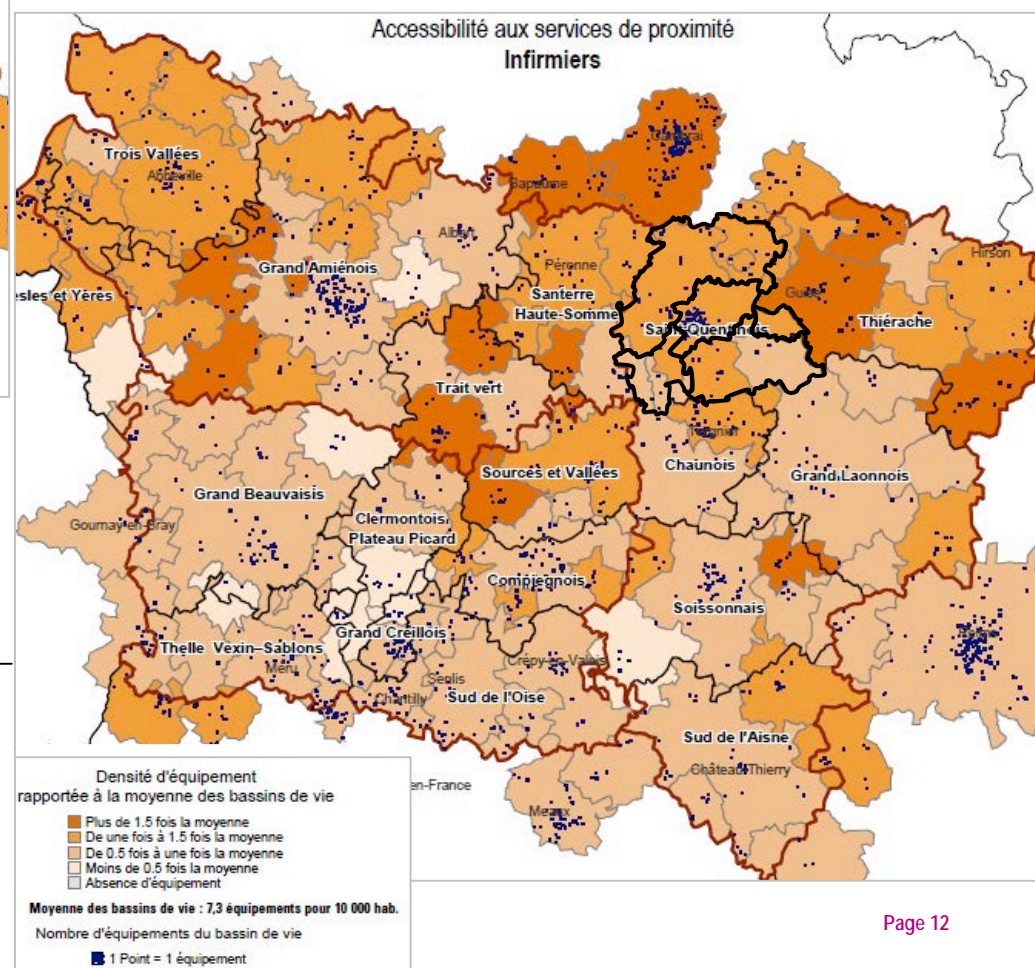 Accessibilité aux services de proximité
Infirmiers
Trois Vallées
Abbeville
Cambrai
Bapaume
Albert
Hirson
Grand Amiénois
Péronne
esles et Yères
Santerre
Haute-Somme
Guise
Saint-Quentinois
Thiérache
Trait vert
Tergnier
Sources et Vallées
Chaunois
Grand Laonnois
Grand Beauvaisis
Clermontois
Plateau Picard
Gournay-en-Bray
Compiegnois
Soissonnais
Grand Creillois
Thelle Vexin–Sablons
Crépy-en-Valois
Méru
Senlis
Chantilly
Sud de l'Oise
Reims
Sud de l'Aisne
Château-Thierry
en-France
Meaux
Densité d'équipement
rapportée à la moyenne des bassins de vie
Plus de 1.5 fois la moyenne
De une fois à 1.5 fois la moyenne
De 0.5 fois à une fois la moyenne
Moins de 0.5 fois la moyenne
Absence d'équipement
Moyenne des bassins de vie : 7,3 équipements pour 10 000 hab.
Nombre d'équipements du bassin de vie
1 Point = 1 équipement
Page 12